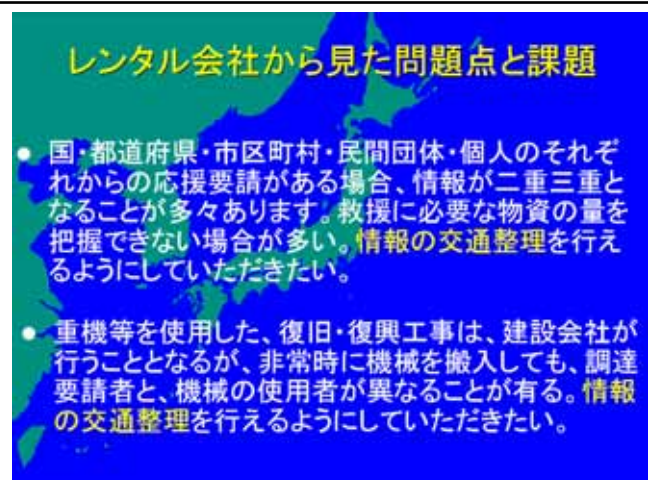 レンタル会社から見た問題点と課題
● 国・都道府県・市区町村・民間団体・個人のそれぞ
れからの応援要請がある場合、情報が二重三重と
なることが多々あります。救援に必要な物資の量を
把握できない場合が多い。情報の交通整理を行え
るようにしていただきたい。
● 重機等を使用した、復旧・復興工事は、建設会社が
行うこととなるが、非常時に機械を搬入しても、調達
要請者と、機械の使用者が異なることが有る。情報
の交通整理を行えるようにしていただきたい。